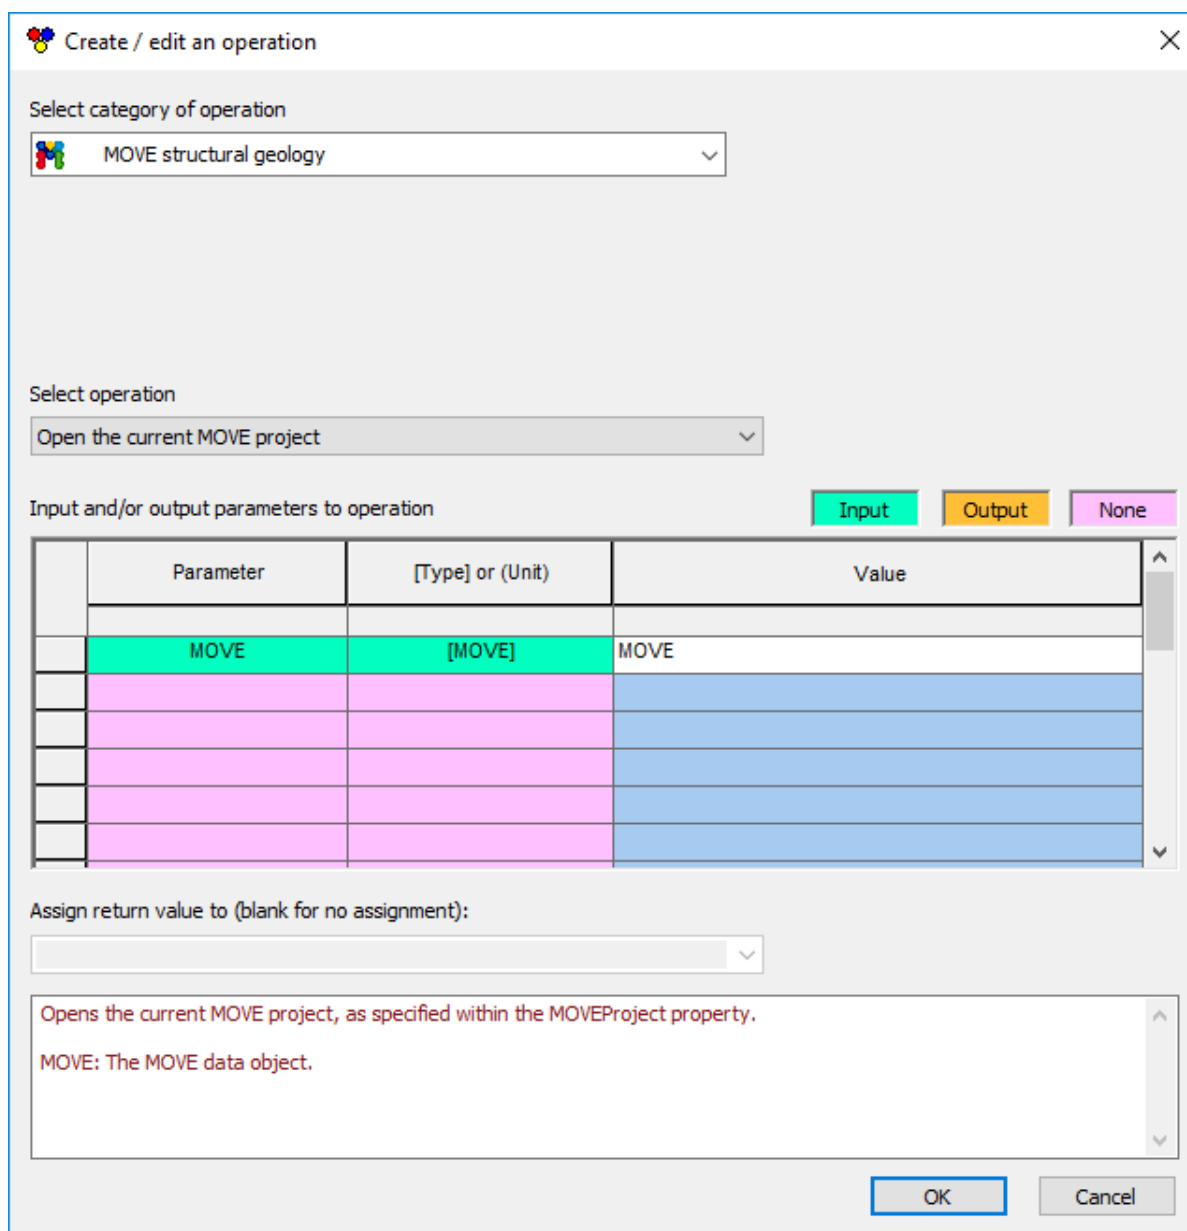 Create / edit an operation
Select category of operation
MOVE structural geology
Select operation
Open the current MOVE project
Input and/or output parameters to operation
Input Output None
Parameter [Type] or (Unit) Value
MOVE [MOVE] MOVE
Assign return value to (blank for no assignment):
Opens the current MOVE project, as specified within the MOVEProject property.
MOVE: The MOVE data object.
OK Cancel